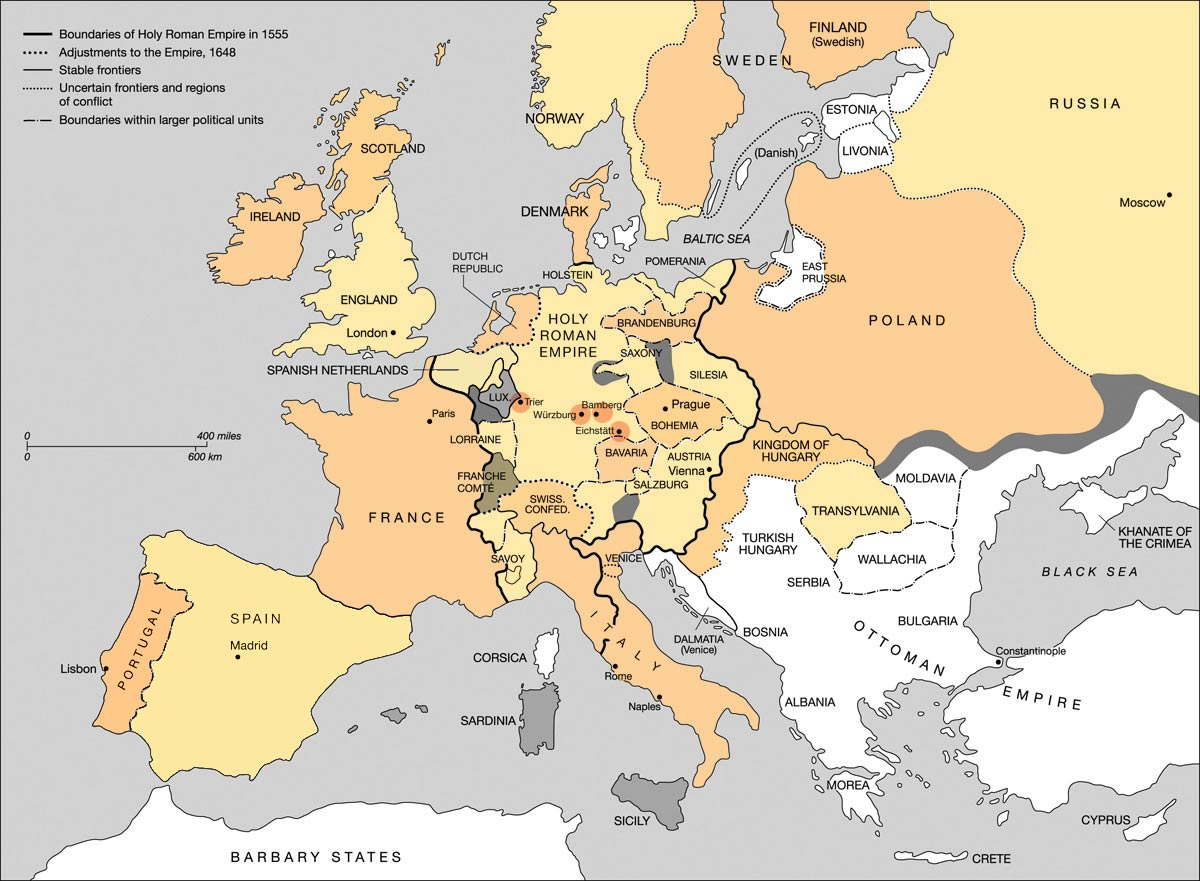 Boundaries of Holy Roman Empire in 1555
Adjustments to the Empire, 1648
Stable frontiers
Uncertain frontiers and regions
of conflict
Boundaries within larger political units
FINLAND
(Swedish)
SWEDEN
NORWAY
ESTONIA
RUSSIA
SCOTLAND
(Danish)
LIVONIA
Moscow
IRELAND
DENMARK
BALTIC SEA
DUTCH
REPUBLIC
HOLSTEIN
POMERANIA
EAST
PRUSSIA
ENGLAND
London
HOLY
ROMAN
EMPIRE
BRANDENBURG
POLAND
SPANISH NETHERLANDS
SAXONY
SILESIA
LUX.
Trier
Paris
Würzburg
Bamberg
Prague
Eichstätt
BOHEMIA
0
400 miles
0
600 km
LORRAINE
BAVARIA
AUSTRIA
Vienna
KINGDOM OF
HUNGARY
FRANCHE
COMTÉ
SALZBURG
MOLDAVIA
FRANCE
SWISS.
CONFED.
TRANSYLVANIA
KHANATE OF
THE CRIMEA
TURKISH
HUNGARY
SAVOY
VENICE
WALLACHIA
BLACK SEA
SERBIA
SPAIN
PORTUGAL
Madrid
Lisbon
ITALY
DALMATIA
(Venice)
BOSNIA
BULGARIA
OTTOMAN
EMPIRE
Constantinople
CORSICA
Rome
Naples
SARDINIA
ALBANIA
MOREA
SICILY
CYPRUS
BARBARY STATES
CRETE